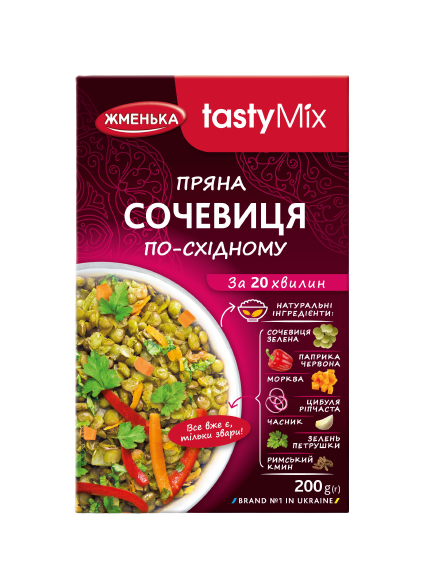 ЖМЕНЬКА
tastyMix
ПРЯНА
СОЧЕВИЦЯ
ПО-СХІДНОМУ
За 20 хвилин
НАТУРАЛЬНІ
ІНГРЕДІЄНТИ:
СОЧЕВИЦЯ
ЗЕЛЕНА
ПАПРИКА
ЧЕРВОНА
МОРКВА
ЦИБУЛЯ
РІПЧАСТА
ЧАСНИК
ЗЕЛЕНЬ
ПЕТРУШКИ
РИМСЬКИЙ
КМИН
Все вже є,
тільки звари!
200 g(г)
BRAND №1 IN UKRAINE